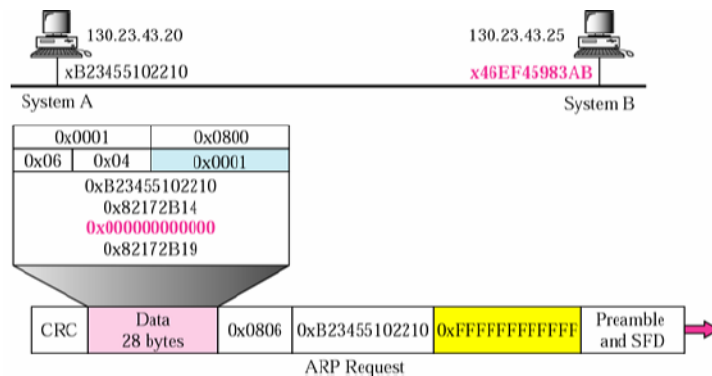 130.23.43.20
130.23.43.25
xB23455102210
x46EF45983AB
System A
System B
0x0001 0x0800
0x06 0x04 0x0001
0xB23455102210
0x82172B14
0x000000000000
0x82172B19
CRC
Data
28 bytes
0x0806
0xB23455102210
0xFFFFFFFFFFFF
Preamble
and SFD
ARP Request